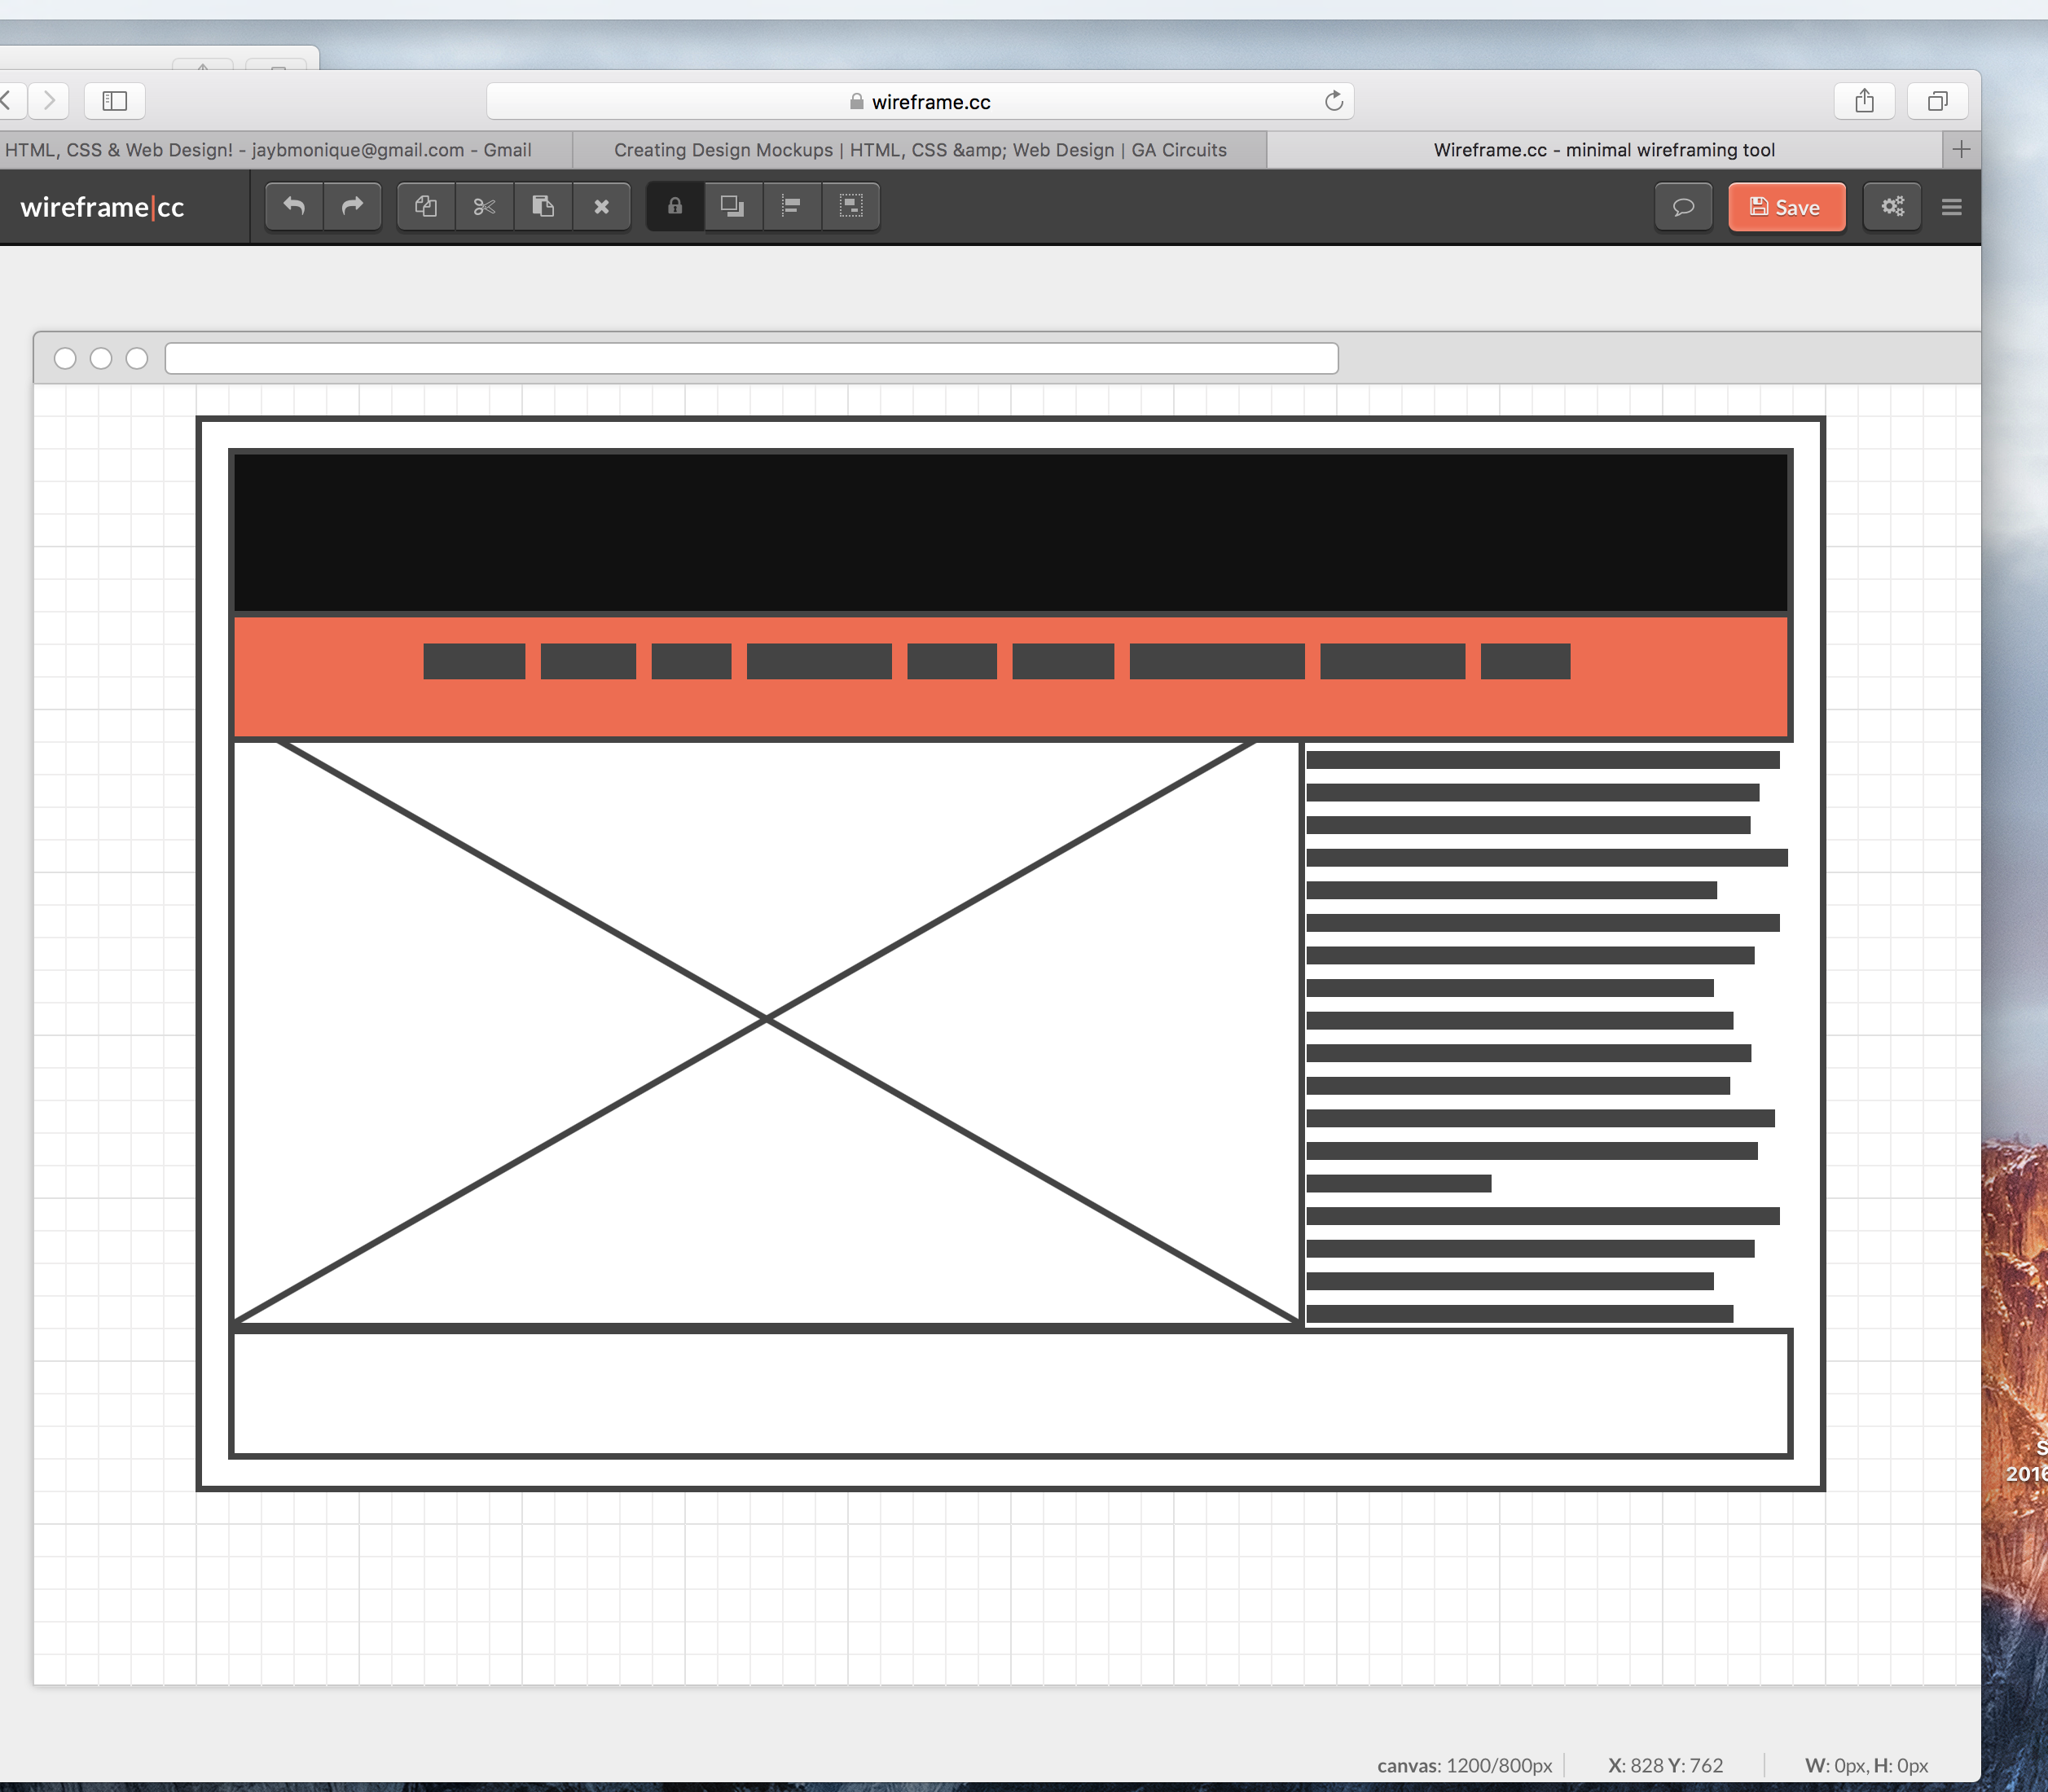 wireframe.cc
HTML, CSS & Web Design! - jaybmonique@gmail.com - Gmail
Creating Design Mockups | HTML, CSS &amp; Web Design | GA Circuits
Wireframe.cc - minimal wireframing tool
wireframe|cc
Save
S
2016
canvas: 1200/800px
X: 828 Y: 762
W: 0px, H: 0px